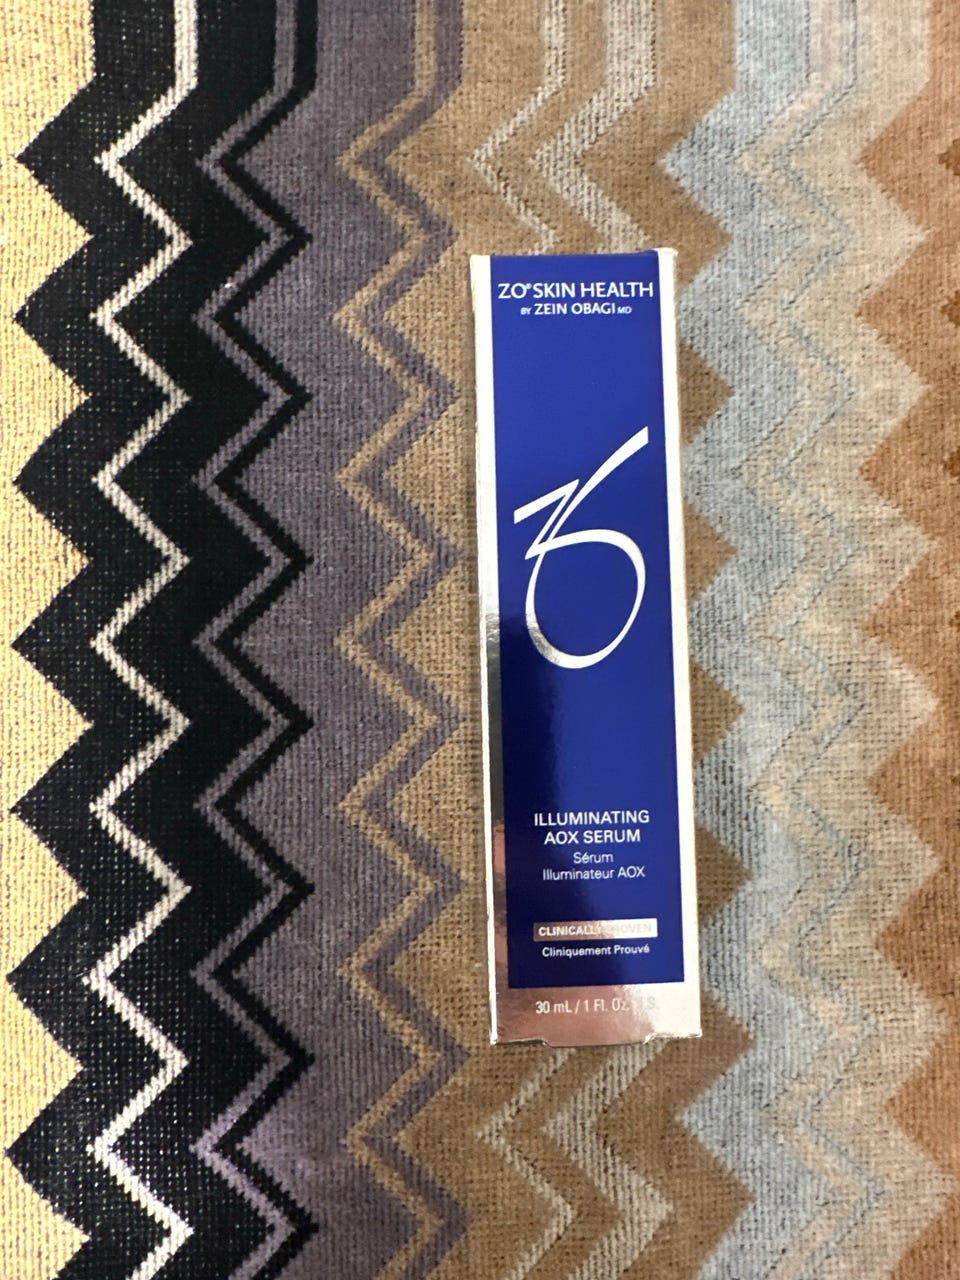 ZO® SKIN HEALTH
BY ZEIN OBAGI MD
ILLUMINATING
AOX SERUM
Sérum
Illuminateur AOX
CLINICALLY PROVEN
Cliniquement Prouvé
30 mL / 1 Fl. Oz. U.S.